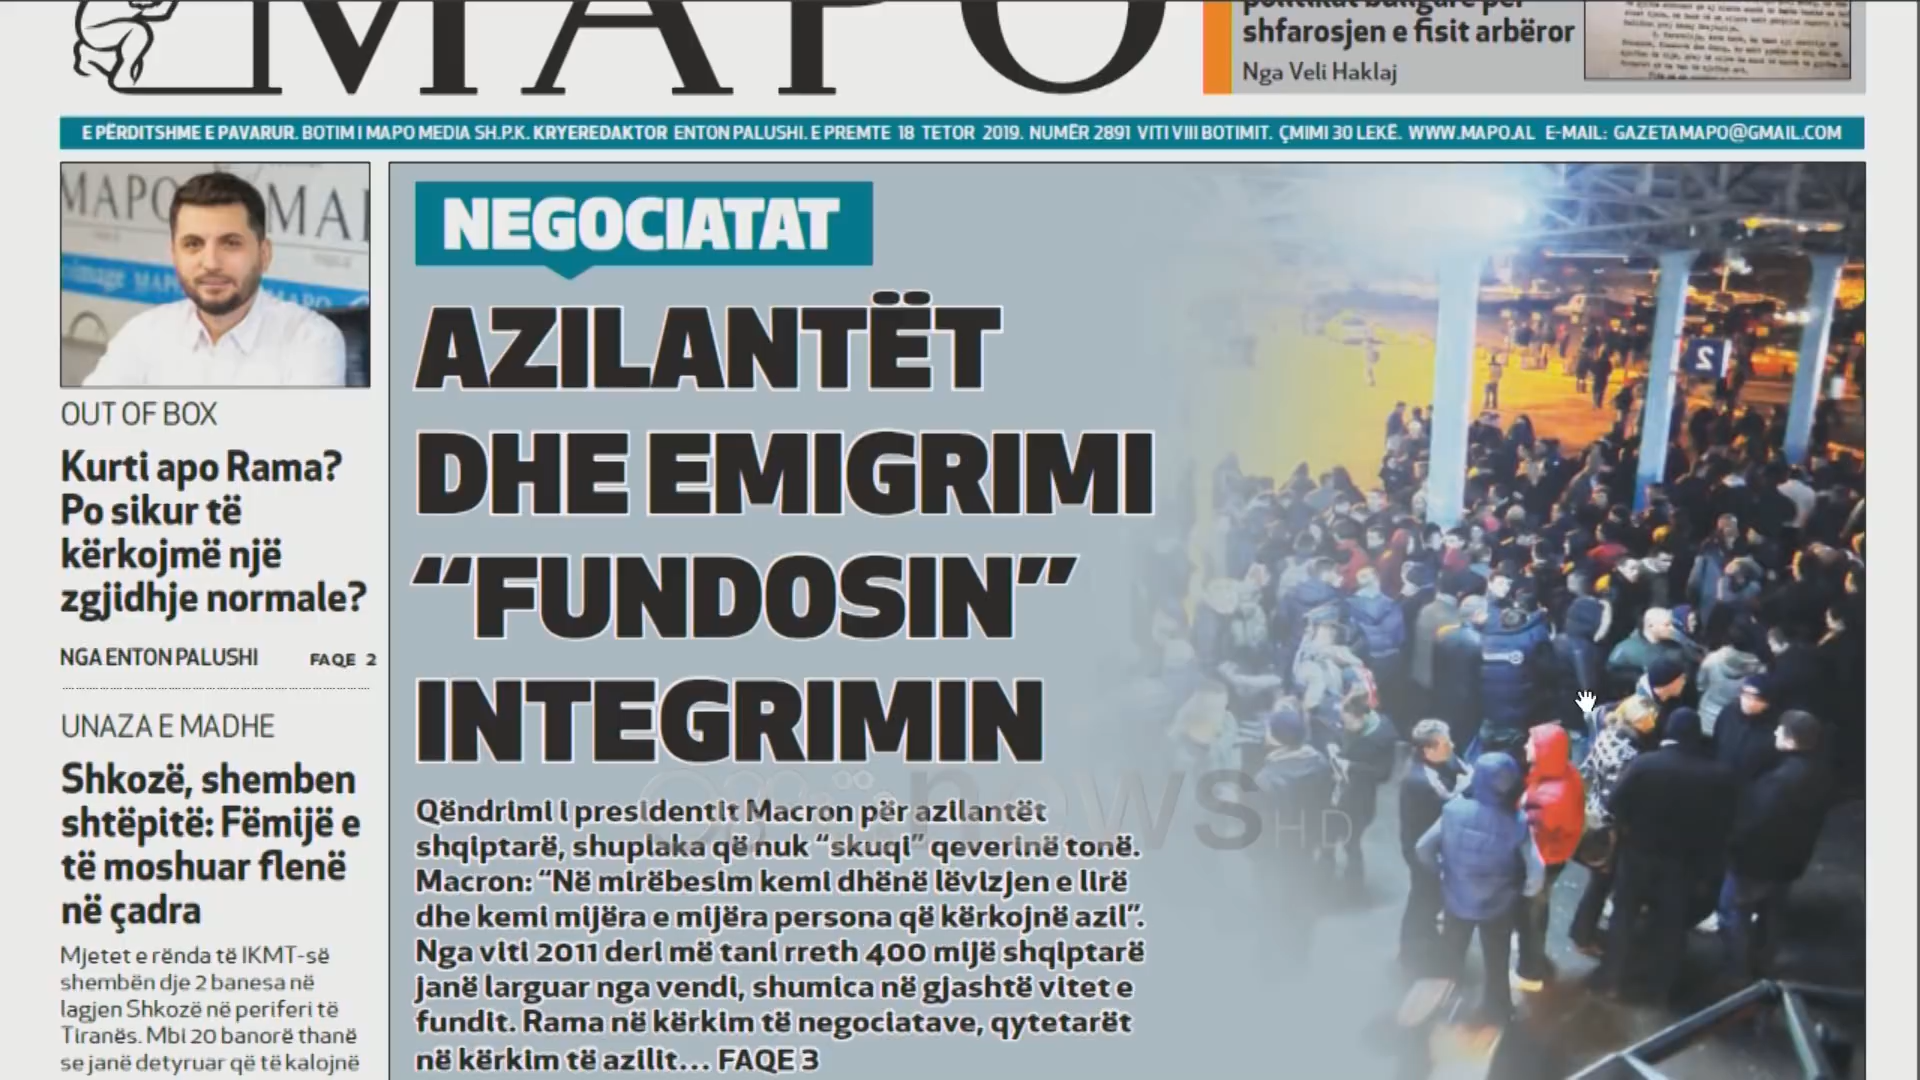 MAPO
shfarosjen e fisit arbëror
Nga Veli Haklaj
E PËRDITSHME E PAVARUR. BOTIM I MAPO MEDIA SH.P.K. KRYEREDAKTOR ENTON PALUSHI. E PREMTE 18 TETOR 2019. NUMËR 2891 VITI VIII BOTIMIT. ÇMIMI 30 LEKË. WWW.MAPO.AL E-MAIL: GAZETAMAPO@GMAIL.COM
OUT OF BOX
Kurti apo Rama?
Po sikur të
kërkojmë një
zgjidhje normale?
NGA ENTON PALUSHI FAQE 2
UNAZA E MADHE
Shkozë, shemben
shtëpitë: Fëmijë e
të moshuar flenë
në çadra
Mjetet e rënda të IKMT-së
shembën dje 2 banesa në
lagjen Shkozë në periferi të
Tiranës. Mbi 20 banorë thanë
se janë detyruar që të kalojnë
NEGOCIATAT
AZILANTËT
DHE EMIGRIMI
“FUNDOSIN”
INTEGRIMIN
Qëndrimi i presidentit Macron për azilantët
shqiptarë, shuplaka që nuk “skuqi” qeverinë tonë.
Macron: “Në mirëbesim kemi dhënë lëvizjen e lirë
dhe kemi mijëra e mijëra persona që kërkojnë azil”.
Nga viti 2011 deri më tani rreth 400 mijë shqiptarë
janë larguar nga vendi, shumica në gjashtë vitet e
fundit. Rama në kërkim të negociatave, qytetarët
në kërkim të azilit... FAQE 3
news HD